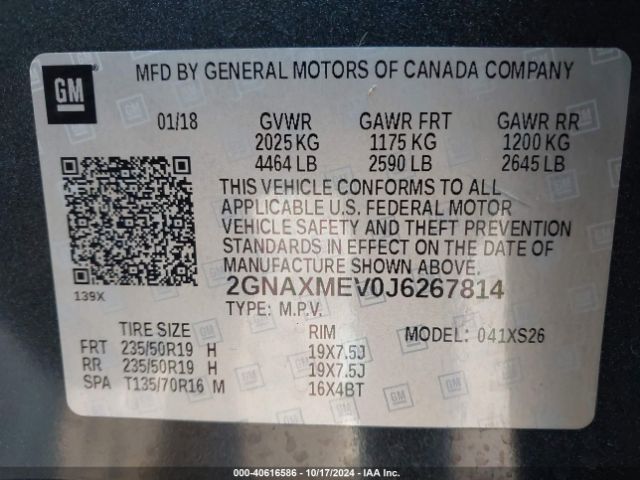 GM
MFD BY GENERAL MOTORS OF CANADA COMPANY
01/18 GVWR GAWR FRT GAWR RR
2025 KG 1175 KG 1200 KG
4464 LB 2590 LB 2645 LB
THIS VEHICLE CONFORMS TO ALL
APPLICABLE U.S. FEDERAL MOTOR
VEHICLE SAFETY AND THEFT PREVENTION
STANDARDS IN EFFECT ON THE DATE OF
MANUFACTURE SHOWN ABOVE.
139X
2GNAXMEV0J6267814
TYPE: M.P.V.
TIRE SIZE RIM MODEL: 041XS26
FRT 235/50R19 H 19X7.5J
RR 235/50R19 H 19X7.5J
SPA T135/70R16 M 16X4BT
000-40616586 - 10/17/2024 - IAA Inc.